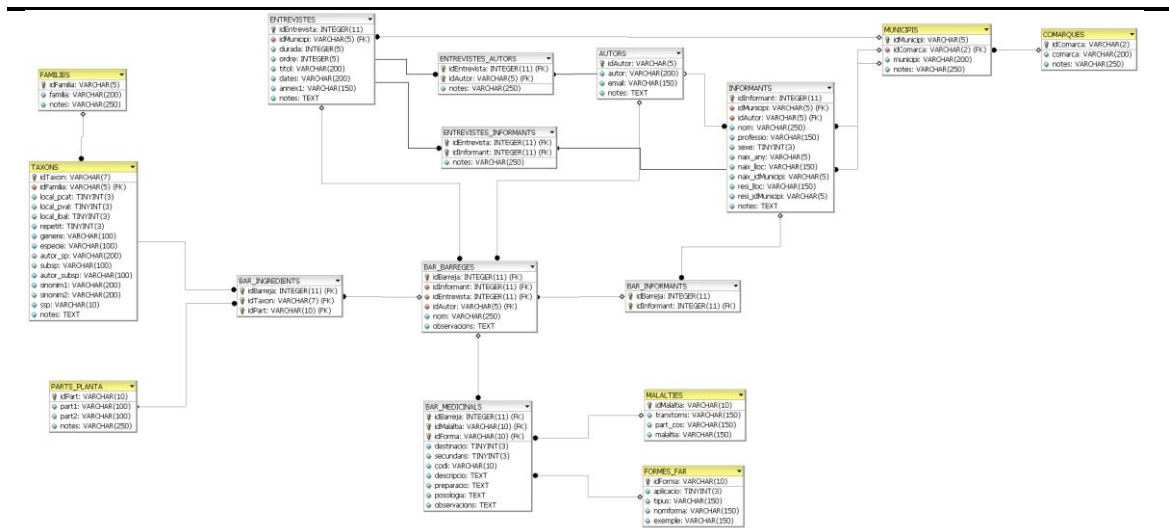 ENTREVISTES
idEntrevista: INTEGER(11)
idMunicipi: VARCHAR(5) (FK)
durada: INTEGER(5)
ordre: INTEGER(5)
titol: VARCHAR(200)
dates: VARCHAR(200)
annex1: VARCHAR(150)
notes: TEXT
MUNICIPIS
idMunicipi: VARCHAR(5)
idComarca: VARCHAR(2) (FK)
municipi: VARCHAR(200)
notes: VARCHAR(250)
COMARQUES
idComarca: VARCHAR(2)
comarca: VARCHAR(200)
notes: VARCHAR(250)
FAMILIES
idFamilia: VARCHAR(5)
familia: VARCHAR(200)
notes: VARCHAR(250)
ENTREVISTES_AUTORS
idEntrevista: INTEGER(11) (FK)
idAutor: VARCHAR(5) (FK)
notes: VARCHAR(250)
AUTORS
idAutor: VARCHAR(5)
autor: VARCHAR(200)
email: VARCHAR(150)
notes: TEXT
INFORMANTS
idInformant: INTEGER(11)
idMunicipi: VARCHAR(5) (FK)
idAutor: VARCHAR(5) (FK)
nom: VARCHAR(250)
professio: VARCHAR(150)
sexe: TINYINT(3)
naix_any: VARCHAR(5)
naix_lloc: VARCHAR(150)
naix_idMunicipi: VARCHAR(5)
resi_lloc: VARCHAR(150)
resi_idMunicipi: VARCHAR(5)
notes: TEXT
ENTREVISTES_INFORMANTS
idEntrevista: INTEGER(11) (FK)
idInformant: INTEGER(11) (FK)
notes: VARCHAR(250)
TAXONS
idTaxon: VARCHAR(7)
idFamilia: VARCHAR(5) (FK)
local_pcat: TINYINT(3)
local_pval: TINYINT(3)
local_ibal: TINYINT(3)
repetit: TINYINT(3)
genere: VARCHAR(100)
especie: VARCHAR(100)
autor_sp: VARCHAR(200)
subsp: VARCHAR(100)
autor_subsp: VARCHAR(100)
sinonim1: VARCHAR(200)
sinonim2: VARCHAR(200)
ssp: VARCHAR(10)
notes: TEXT
BAR_INGREDIENTS
idBarreja: INTEGER(11) (FK)
idTaxon: VARCHAR(7) (FK)
idPart: VARCHAR(10) (FK)
BAR_BARREGES
idBarreja: INTEGER(11) (FK)
idInformant: INTEGER(11) (FK)
idEntrevista: INTEGER(11) (FK)
idAutor: VARCHAR(5) (FK)
nom: VARCHAR(250)
observacions: TEXT
BAR_INFORMANTS
idBarreja: INTEGER(11)
idInformant: INTEGER(11) (FK)
PARTS_PLANTA
idPart: VARCHAR(10)
part1: VARCHAR(100)
part2: VARCHAR(100)
notes: VARCHAR(250)
BAR_MEDICINALS
idBarreja: INTEGER(11) (FK)
idMalaltia: VARCHAR(10) (FK)
idForma: VARCHAR(10) (FK)
destinacio: TINYINT(3)
secundaris: TINYINT(3)
codi: VARCHAR(10)
descripcio: TEXT
preparacio: TEXT
posologia: TEXT
observacions: TEXT
MALALTIES
idMalaltia: VARCHAR(10)
transtorns: VARCHAR(150)
part_cos: VARCHAR(150)
malaltia: VARCHAR(150)
FORMES_FAR
idForma: VARCHAR(10)
aplicacio: TINYINT(3)
tipus: VARCHAR(150)
nomforma: VARCHAR(150)
exemple: VARCHAR(150)